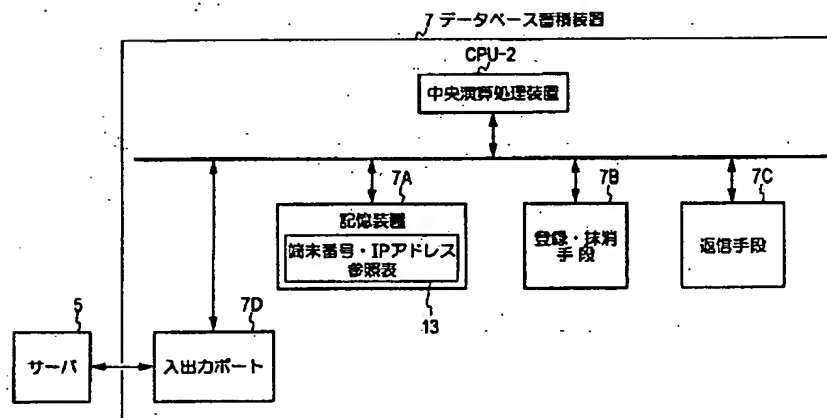 7 データベース蓄積装置
CPU-2
中央演算処理装置
7A
記憶装置
端末番号・IPアドレス
参照表
13
7B
登録・抹消
手段
7C
返信手段
5
サーバ
7D
入出力ポート